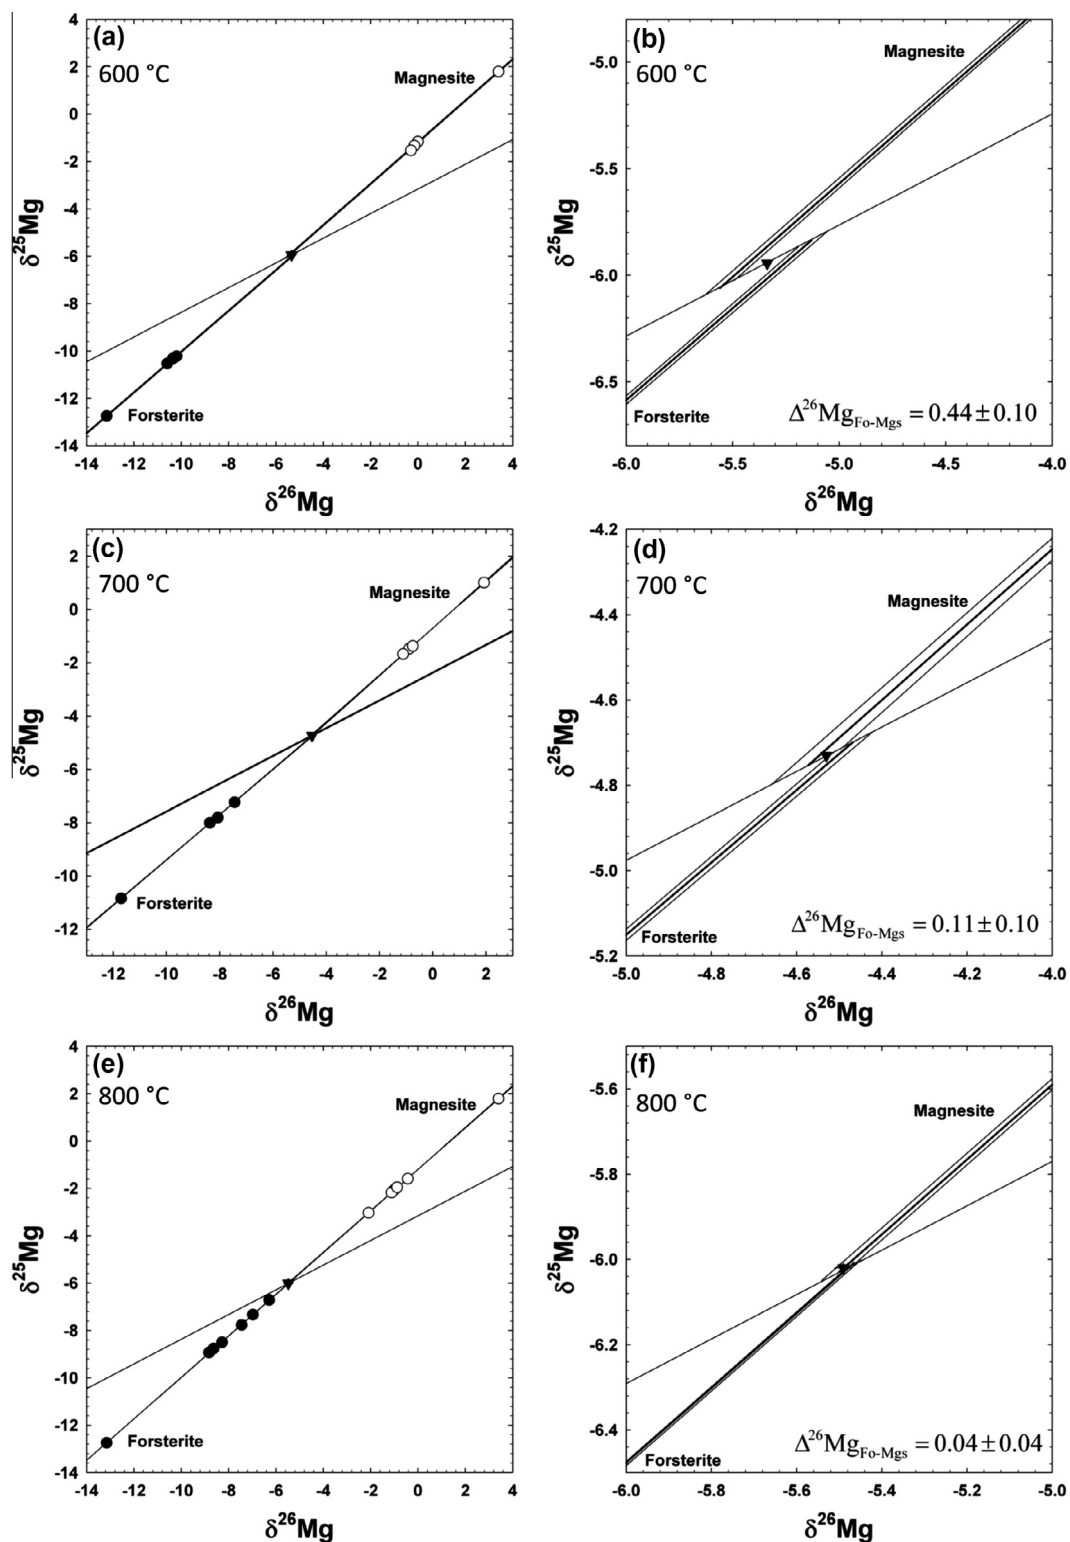 (a)
600 °C
Magnesite
Forsterite
4
2
0
-2
-4
-6
-8
-10
-12
-14
-14 -12 -10 -8 -6 -4 -2 0 2 4
δ25Mg
δ26Mg
(b)
600 °C
Magnesite
Forsterite
Δ26MgFo-Mgs = 0.44±0.10
-5.0
-5.5
-6.0
-6.5
-6.0 -5.5 -5.0 -4.5 -4.0
δ25Mg
δ26Mg
(c)
700 °C
Magnesite
Forsterite
2
0
-2
-4
-6
-8
-10
-12
-12 -10 -8 -6 -4 -2 0 2
δ25Mg
δ26Mg
(d)
700 °C
Magnesite
Forsterite
Δ26MgFo-Mgs = 0.11±0.10
-4.2
-4.4
-4.6
-4.8
-5.0
-5.2
-5.0 -4.8 -4.6 -4.4 -4.2 -4.0
δ25Mg
δ26Mg
(e)
800 °C
Magnesite
Forsterite
4
2
0
-2
-4
-6
-8
-10
-12
-14
-14 -12 -10 -8 -6 -4 -2 0 2 4
δ25Mg
δ26Mg
(f)
800 °C
Magnesite
Forsterite
Δ26MgFo-Mgs = 0.04±0.04
-5.6
-5.8
-6.0
-6.2
-6.4
-6.0 -5.8 -5.6 -5.4 -5.2 -5.0
δ25Mg
δ26Mg